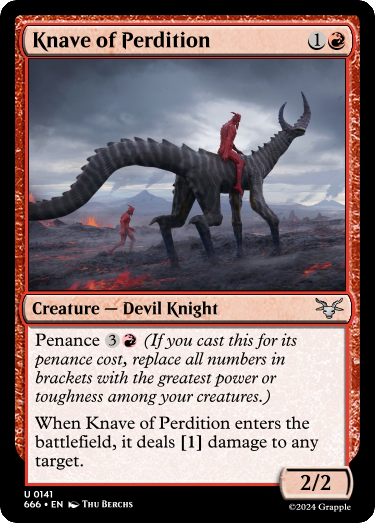 Knave of Perdition 1
Creature — Devil Knight
Penance 3 (If you cast this for its
penance cost, replace all numbers in
brackets with the greatest power or
toughness among your creatures.)
When Knave of Perdition enters the
battlefield, it deals [1] damage to any
target.
2/2
U 0141
666 • EN Thu Berchs
©2024 Grapple